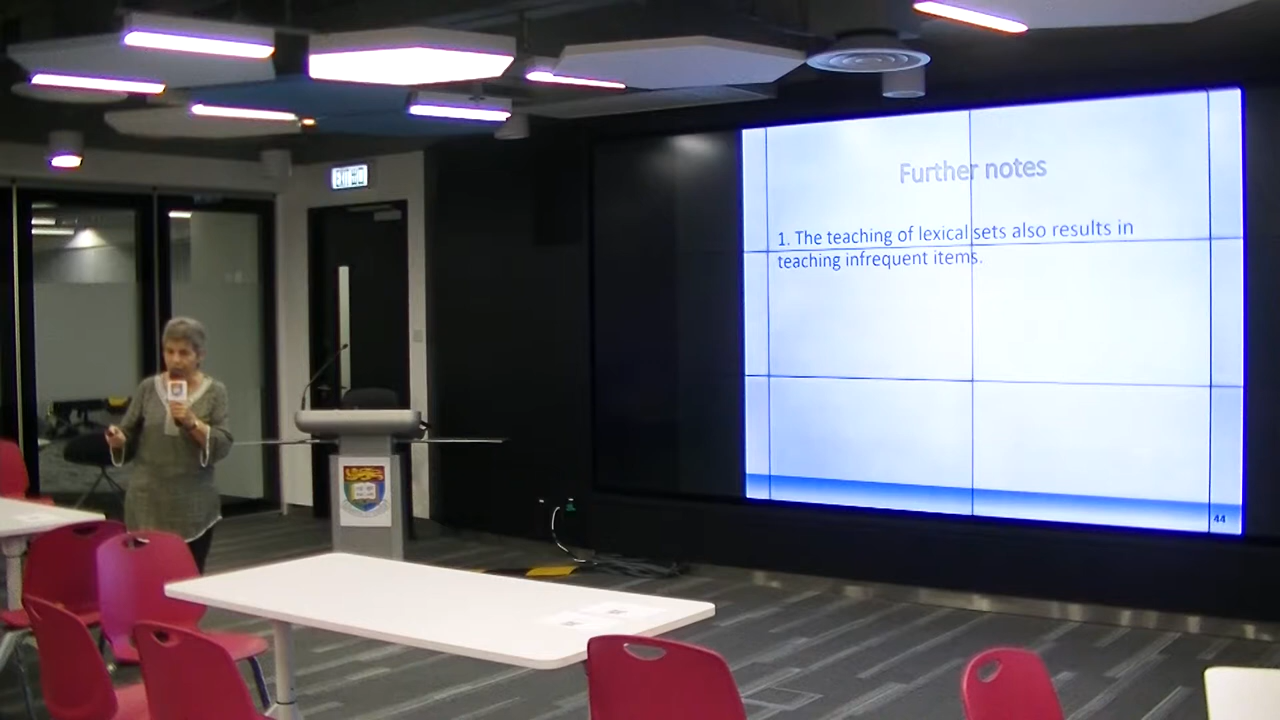 EXIT
Further notes
1. The teaching of lexical sets also results in
teaching infrequent items.
44